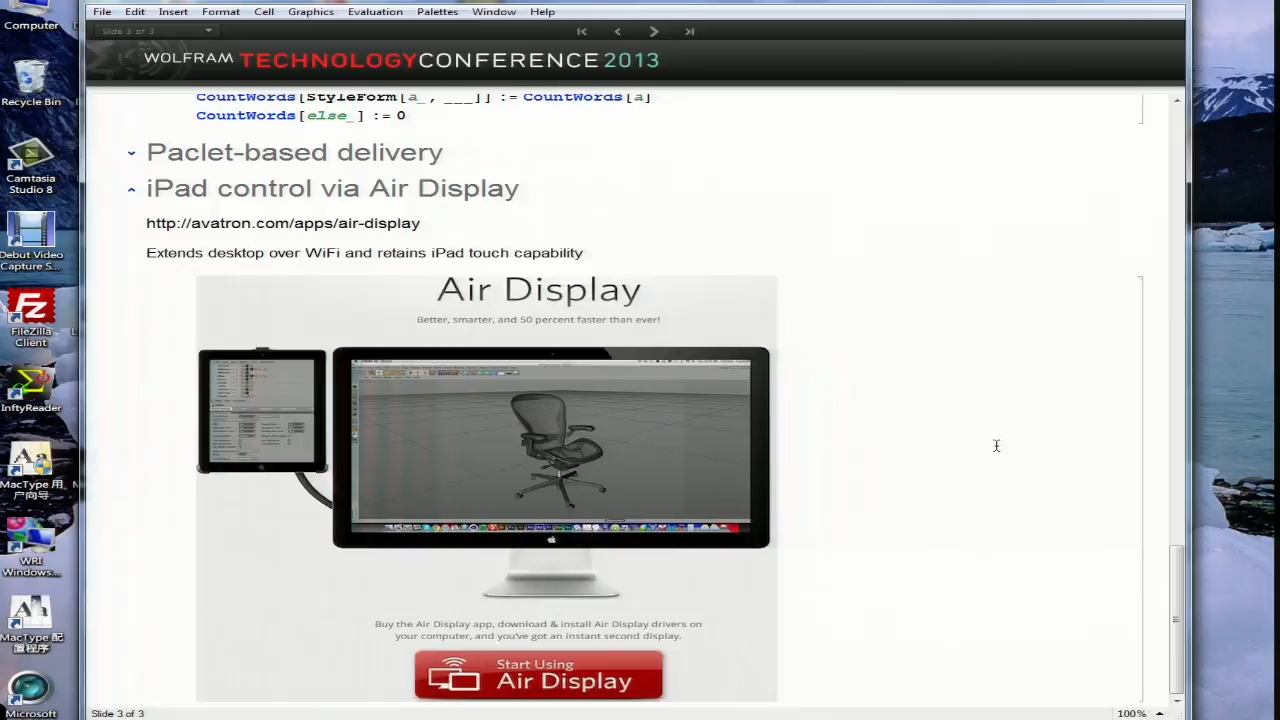 File Edit Insert Format Cell Graphics Evaluation Palettes Window Help
Slide 3 of 3
WOLFRAM TECHNOLOGYCONFERENCE 2013
CountWords[StyleForm[a_, ___]] := CountWords[a]
CountWords[else_] := 0
Paclet-based delivery
iPad control via Air Display
http://avatron.com/apps/air-display
Extends desktop over WiFi and retains iPad touch capability
Air Display
Better, smarter, and 50 percent faster than ever!
Buy the Air Display app, download & install Air Display drivers on
your computer, and you've got an instant second display.
Start Using
Air Display
Slide 3 of 3
100%
Computer
Recycle Bin
Camtasia
Studio 8
Debut Video
Capture S...
FileZilla
Client
InftyReader
MacType 用
户向导
WRI
Windows...
MacType 配
置程序
Microsoft